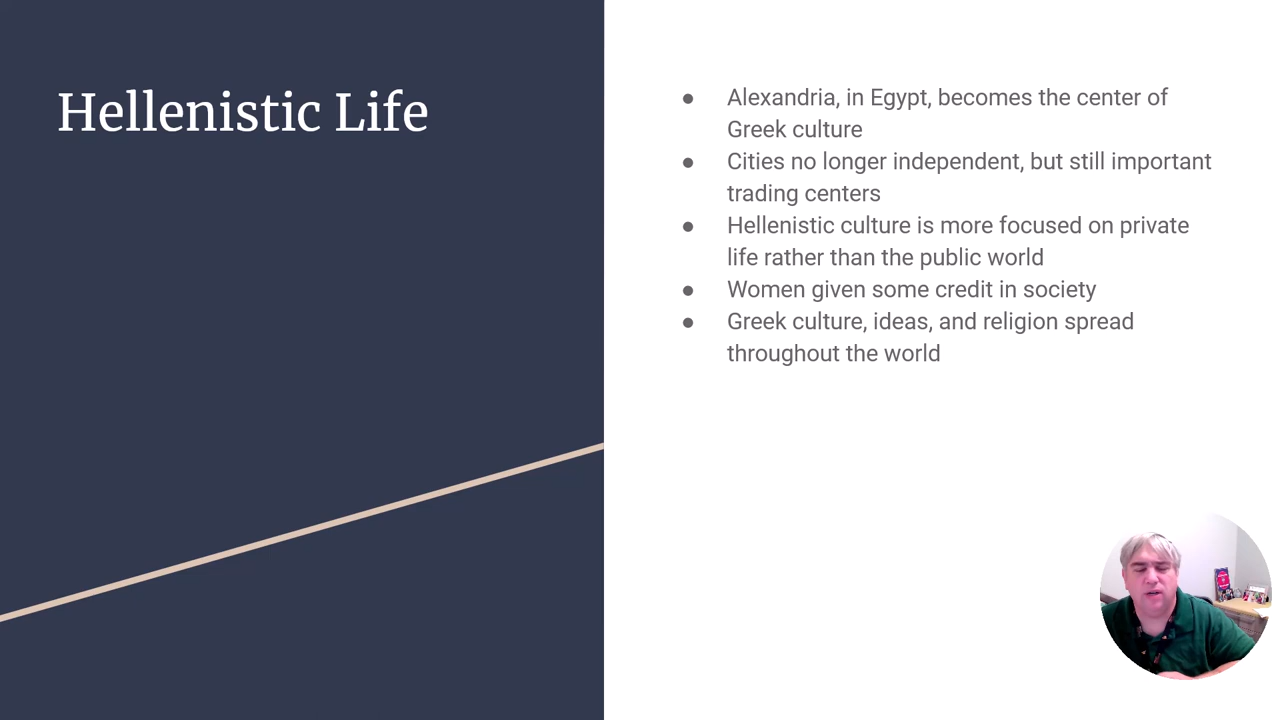 Hellenistic Life
● Alexandria, in Egypt, becomes the center of
Greek culture
● Cities no longer independent, but still important
trading centers
● Hellenistic culture is more focused on private
life rather than the public world
● Women given some credit in society
● Greek culture, ideas, and religion spread
throughout the world